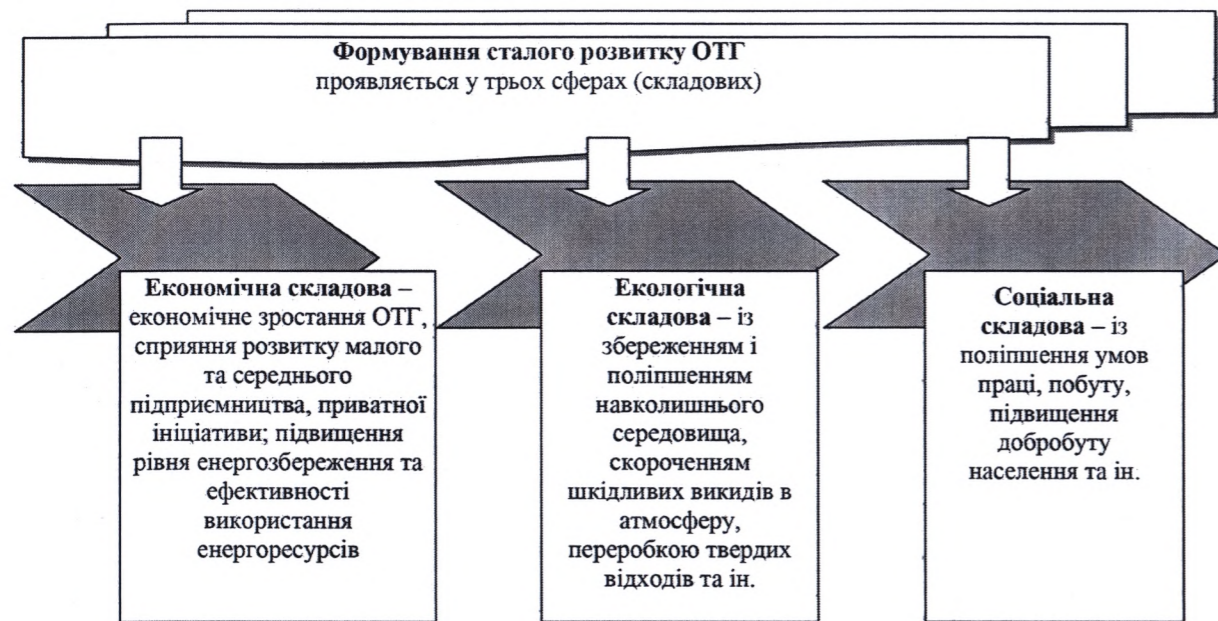 Формування сталого розвитку ОТГ
проявляється у трьох сферах (складових)
Економічна складова –
економічне зростання ОТГ,
сприяння розвитку малого
та середнього
підприємництва, приватної
ініціативи; підвищення
рівня енергозбереження та
ефективності
використання
енергоресурсів
Екологічна
складова – із
збереженням і
поліпшенням
навколишнього
середовища,
скороченням
шкідливих викидів в
атмосферу,
переробкою твердих
відходів та ін.
Соціальна
складова – із
поліпшення умов
праці, побуту,
підвищення
добробуту
населення та ін.